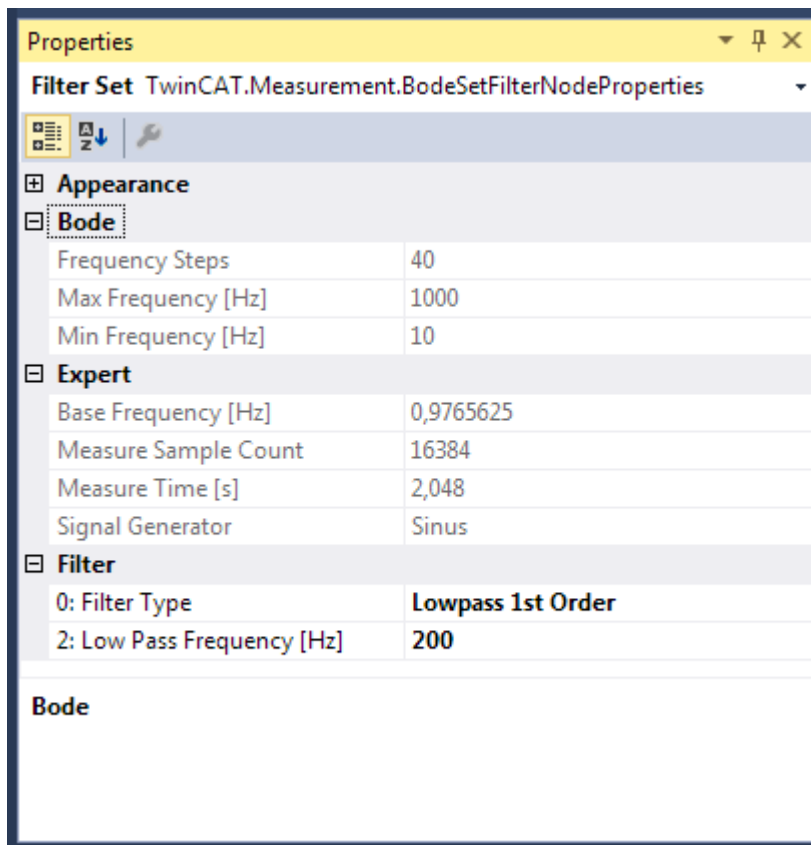 Properties
Filter Set TwinCAT.Measurement.BodeSetFilterNodeProperties
Appearance
Bode
Frequency Steps 40
Max Frequency [Hz] 1000
Min Frequency [Hz] 10
Expert
Base Frequency [Hz] 0,9765625
Measure Sample Count 16384
Measure Time [s] 2,048
Signal Generator Sinus
Filter
0: Filter Type Lowpass 1st Order
2: Low Pass Frequency [Hz] 200
Bode